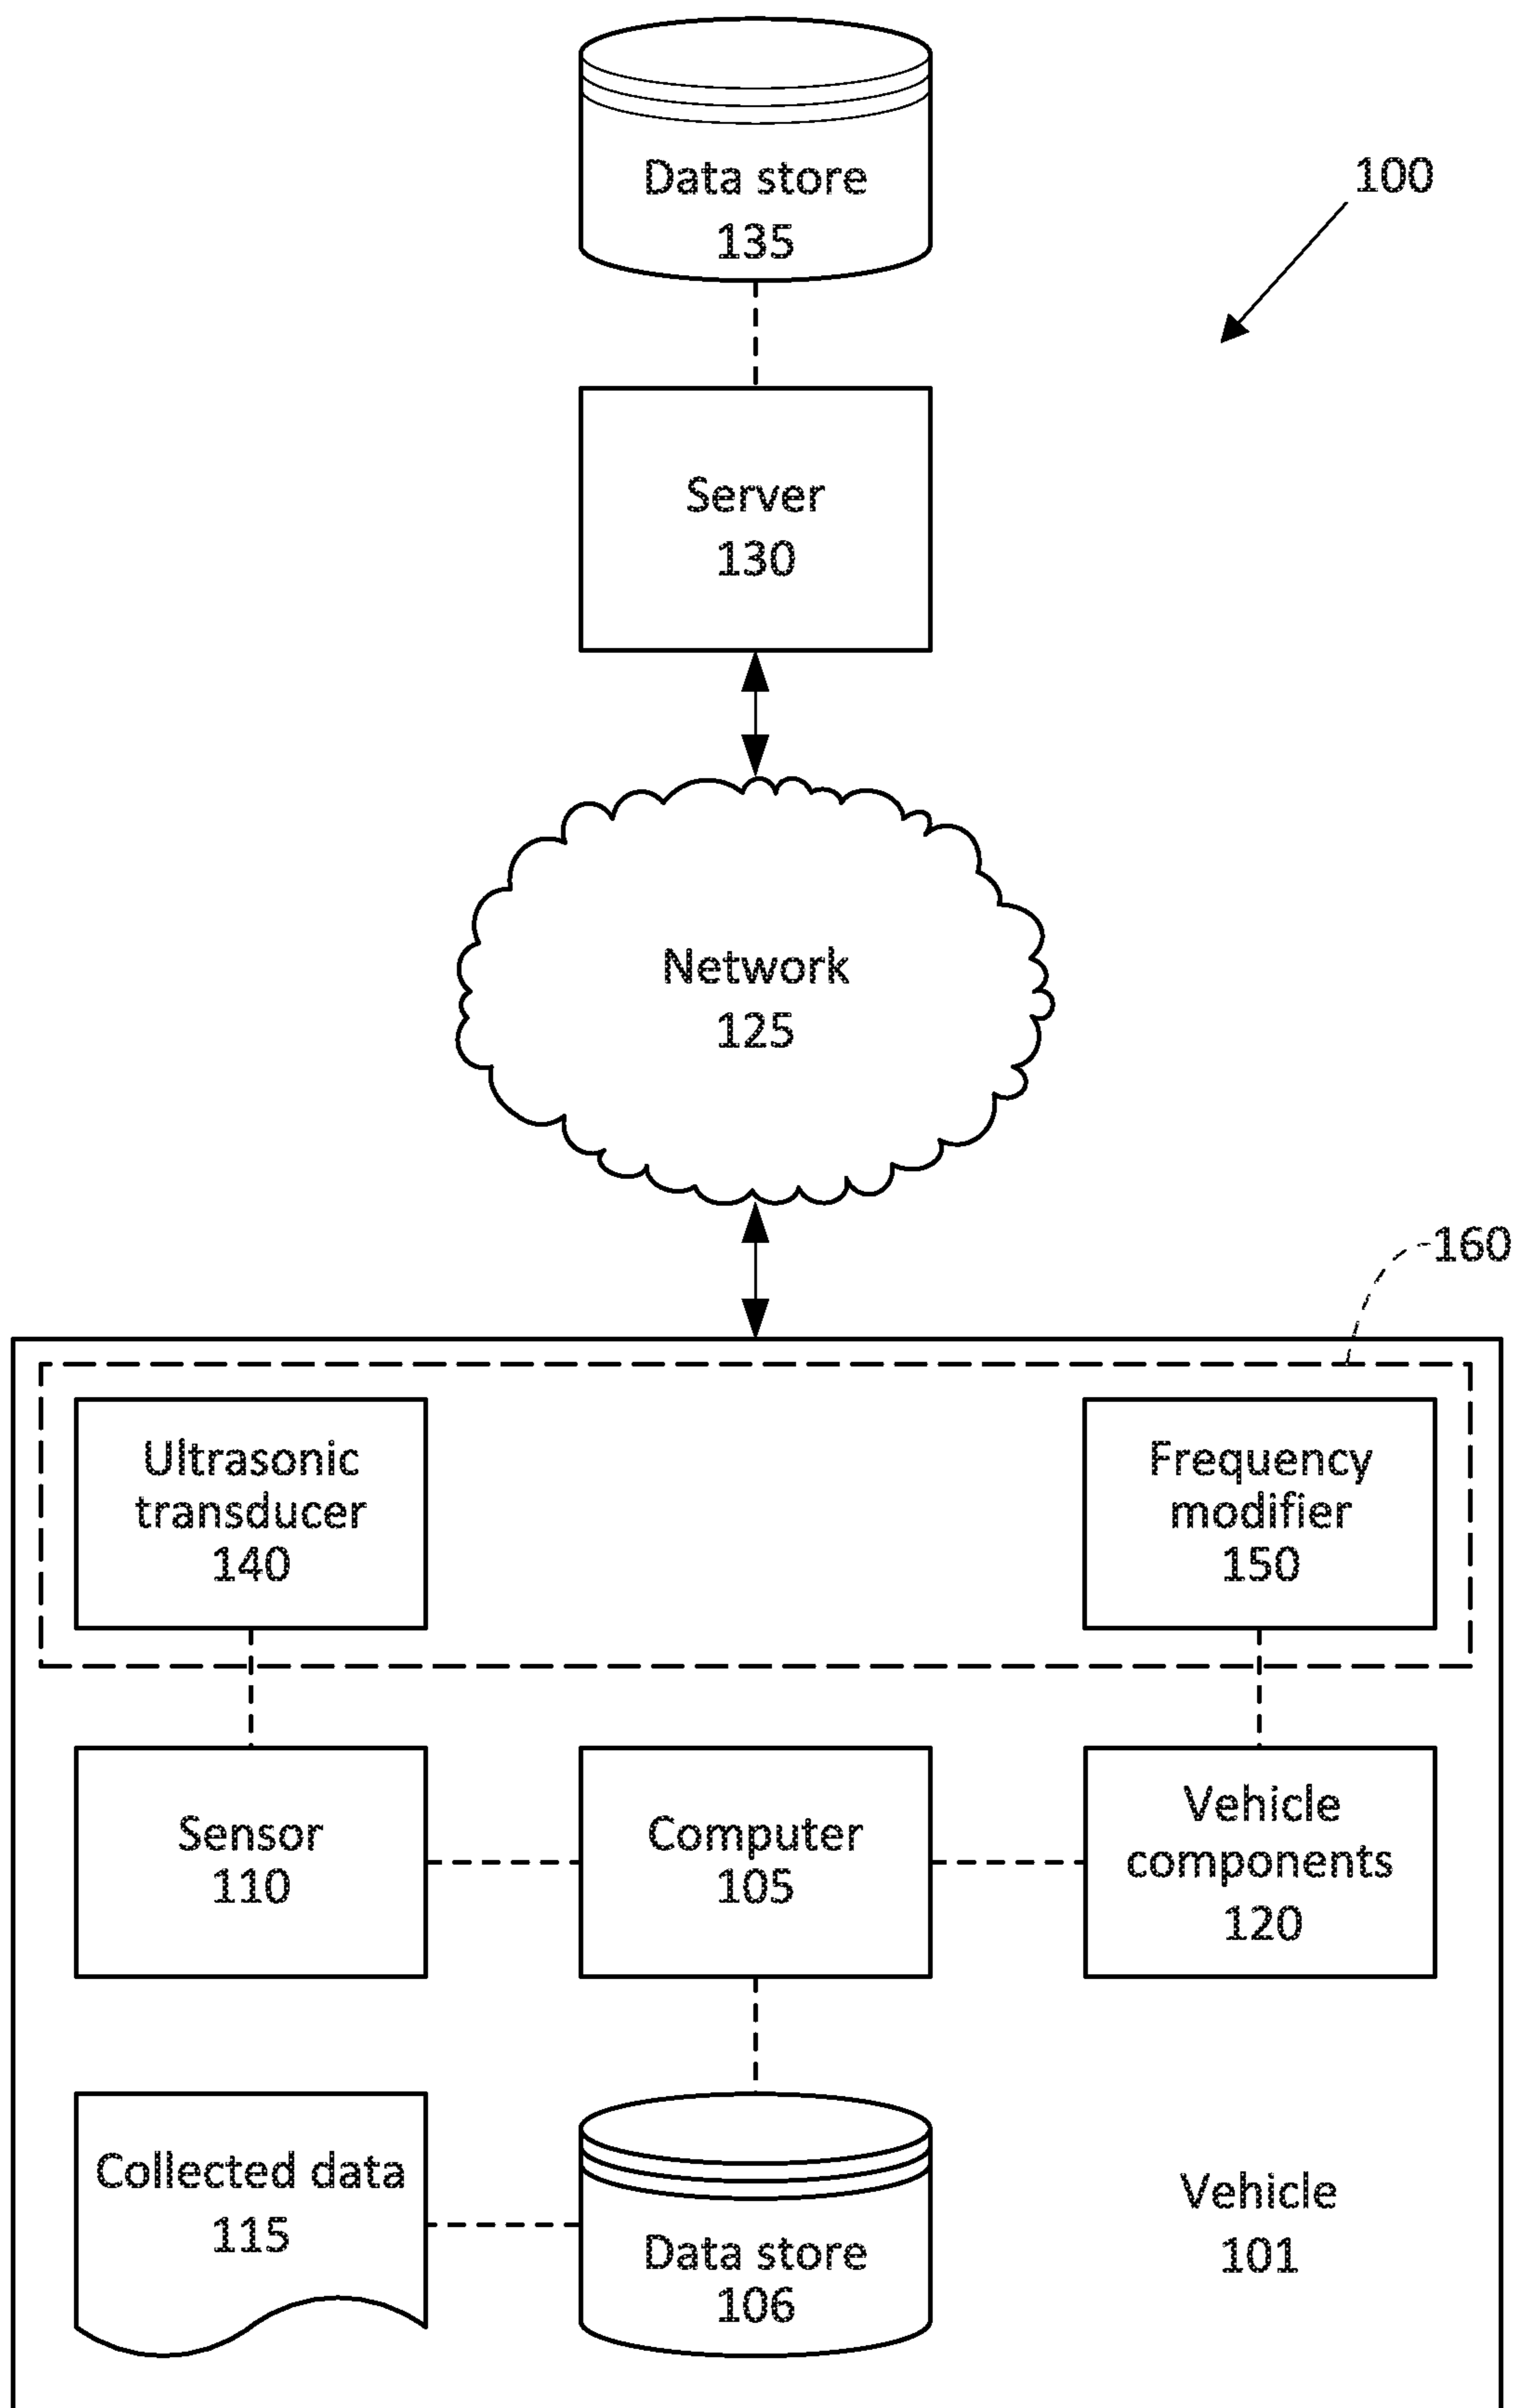 Data store
135
100
Server
130
Network
125
160
Ultrasonic
transducer
140
Frequency
modifier
150
Sensor
110
Computer
105
Vehicle
components
120
Collected data
115
Data store
106
Vehicle
101